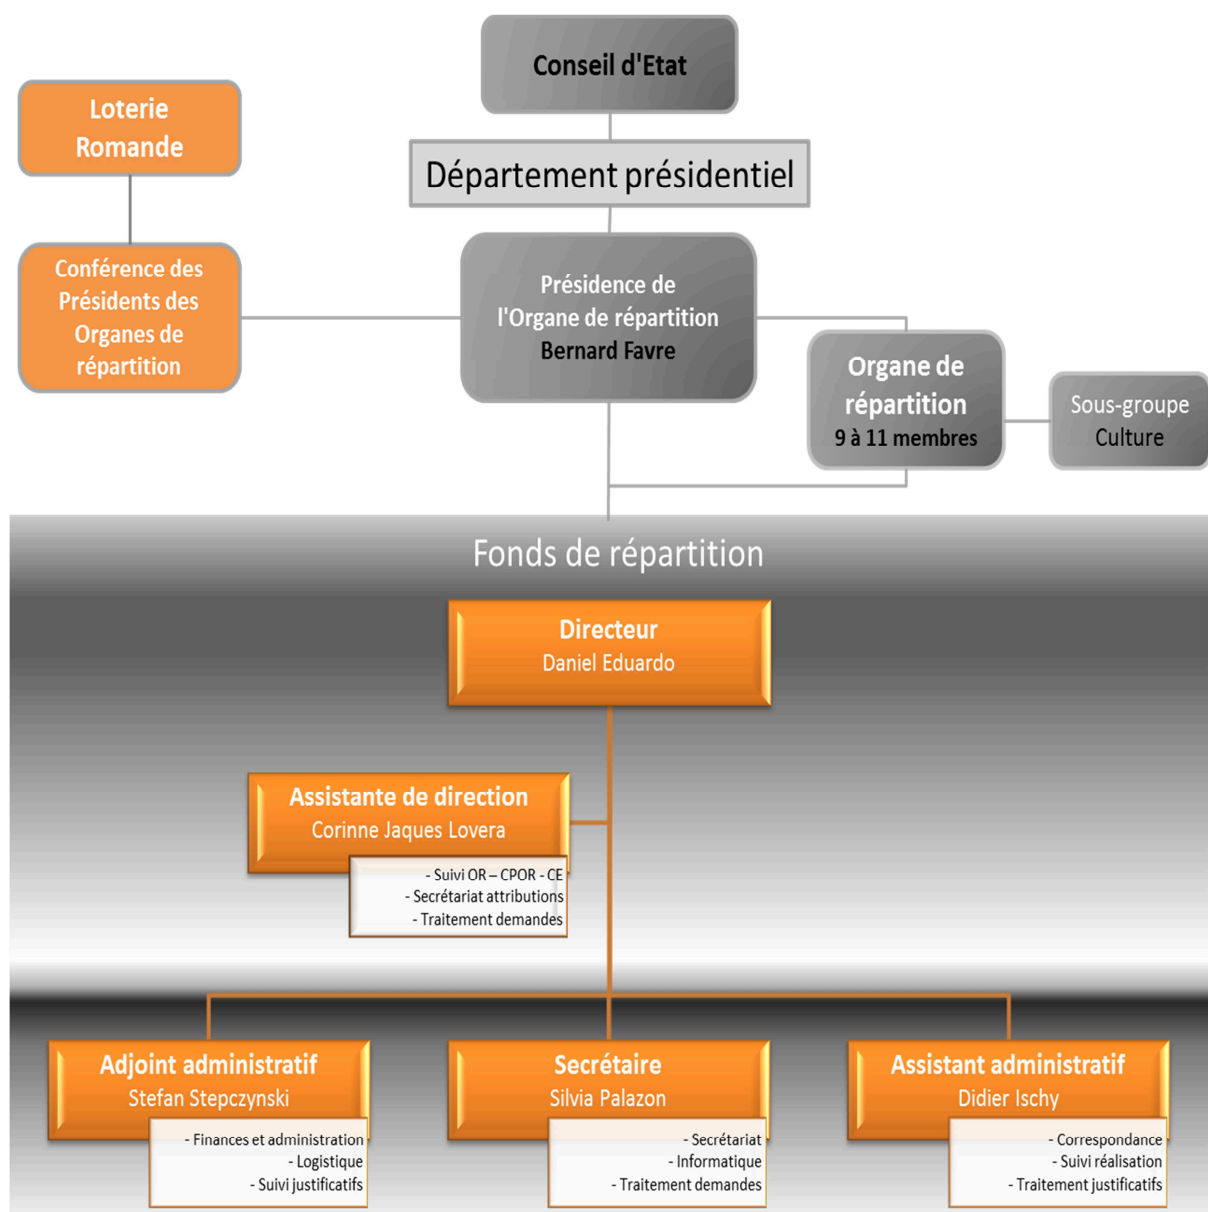 Conseil d'Etat
Loterie
Romande
Département présidentiel
Conférence des
Présidents des
Organes de
répartition
Présidence de
l'Organe de répartition
Bernard Favre
Organe de
répartition
9 à 11 membres
Sous-groupe
Culture
Fonds de répartition
Directeur
Daniel Eduardo
Assistante de direction
Corinne Jaques Lovera
- Suivi OR – CPOR - CE
- Secrétariat attributions
- Traitement demandes
Adjoint administratif
Stefan Stepczynski
- Finances et administration
- Logistique
- Suivi justificatifs
Secrétaire
Silvia Palazon
- Secrétariat
- Informatique
- Traitement demandes
Assistant administratif
Didier Ischy
- Correspondance
- Suivi réalisation
- Traitement justificatifs